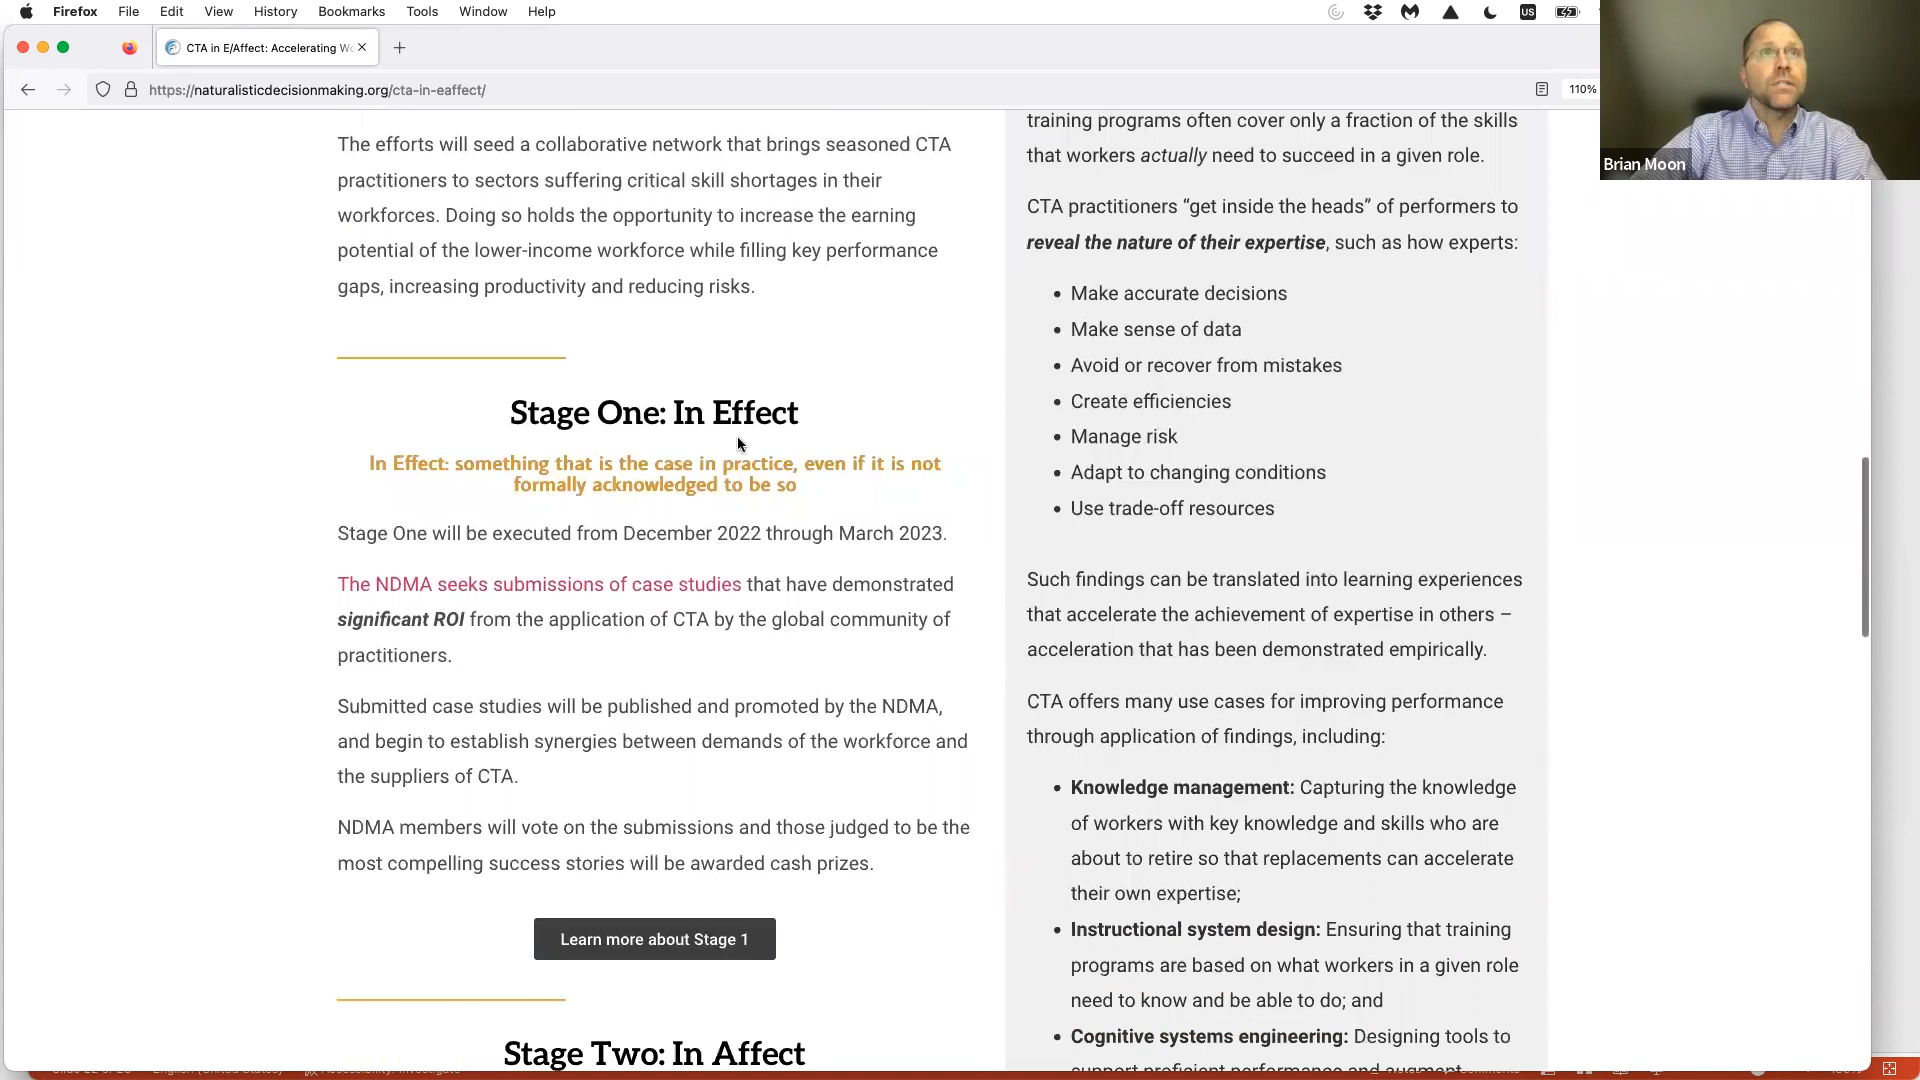 Firefox File Edit View History Bookmarks Tools Window Help
US
CTA in E/Affect: Accelerating Wo
https://naturalisticdecisionmaking.org/cta-in-eaffect/
110%
Brian Moon
The efforts will seed a collaborative network that brings seasoned CTA
practitioners to sectors suffering critical skill shortages in their
workforces. Doing so holds the opportunity to increase the earning
potential of the lower-income workforce while filling key performance
gaps, increasing productivity and reducing risks.
Stage One: In Effect
In Effect: something that is the case in practice, even if it is not
formally acknowledged to be so
Stage One will be executed from December 2022 through March 2023.
The NDMA seeks submissions of case studies that have demonstrated
significant ROI from the application of CTA by the global community of
practitioners.
Submitted case studies will be published and promoted by the NDMA,
and begin to establish synergies between demands of the workforce and
the suppliers of CTA.
NDMA members will vote on the submissions and those judged to be the
most compelling success stories will be awarded cash prizes.
Learn more about Stage 1
Stage Two: In Affect
training programs often cover only a fraction of the skills
that workers actually need to succeed in a given role.
CTA practitioners “get inside the heads” of performers to
reveal the nature of their expertise, such as how experts:
• Make accurate decisions
• Make sense of data
• Avoid or recover from mistakes
• Create efficiencies
• Manage risk
• Adapt to changing conditions
• Use trade-off resources
Such findings can be translated into learning experiences
that accelerate the achievement of expertise in others –
acceleration that has been demonstrated empirically.
CTA offers many use cases for improving performance
through application of findings, including:
• Knowledge management: Capturing the knowledge
of workers with key knowledge and skills who are
about to retire so that replacements can accelerate
their own expertise;
• Instructional system design: Ensuring that training
programs are based on what workers in a given role
need to know and be able to do; and
• Cognitive systems engineering: Designing tools to
support proficient performance and augment